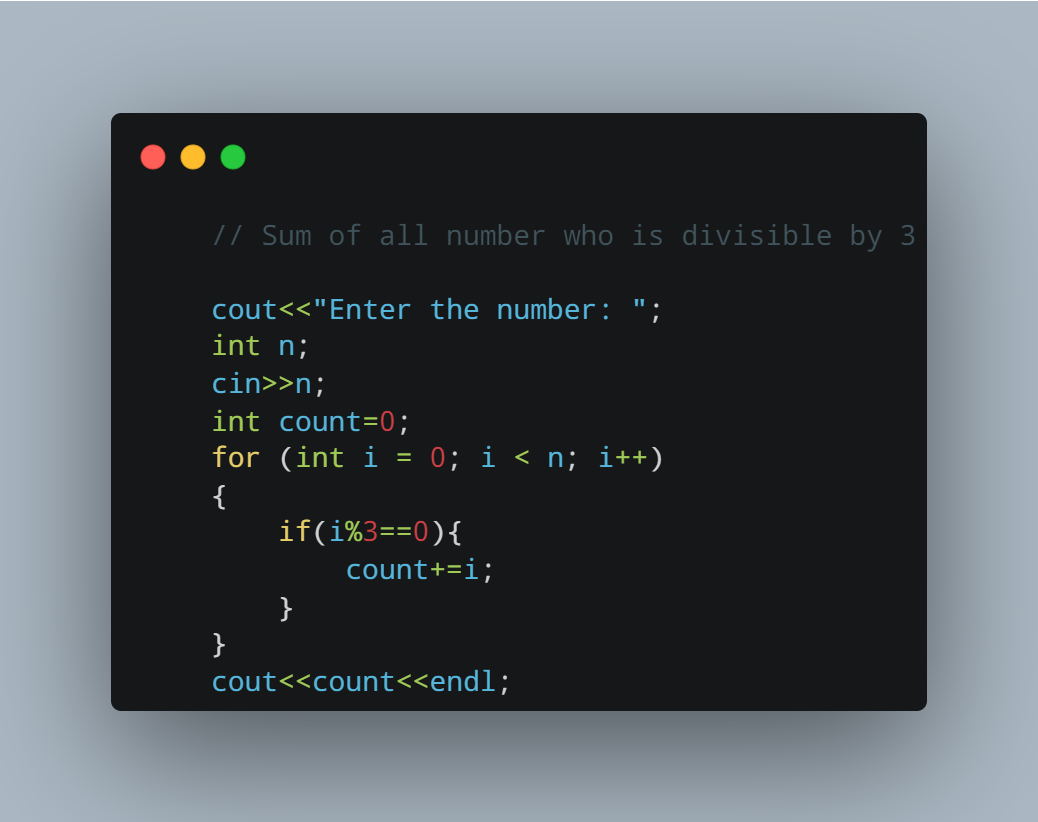 // Sum of all number who is divisible by 3
cout<<"Enter the number: ";
int n;
cin>>n;
int count=0;
for (int i = 0; i < n; i++)
{
    if(i%3==0){
        count+=i;
    }
}
cout<<count<<endl;